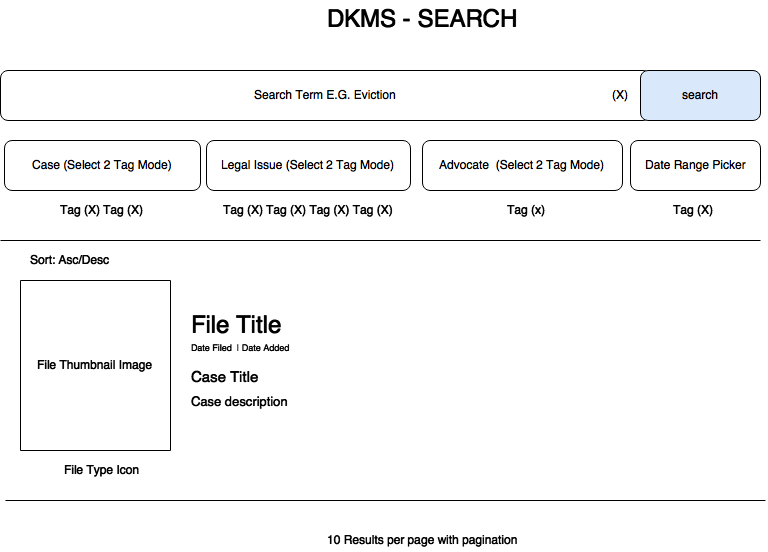 DKMS - SEARCH
Search Term E.G. Eviction (X) search
Case (Select 2 Tag Mode) Legal Issue (Select 2 Tag Mode) Advocate (Select 2 Tag Mode) Date Range Picker
Tag (X) Tag (X) Tag (X) Tag (X) Tag (X) Tag (X) Tag (x) Tag (X)
Sort: Asc/Desc
File Thumbnail Image
File Title
Date Filed | Date Added
Case Title
Case description
File Type Icon
10 Results per page with pagination